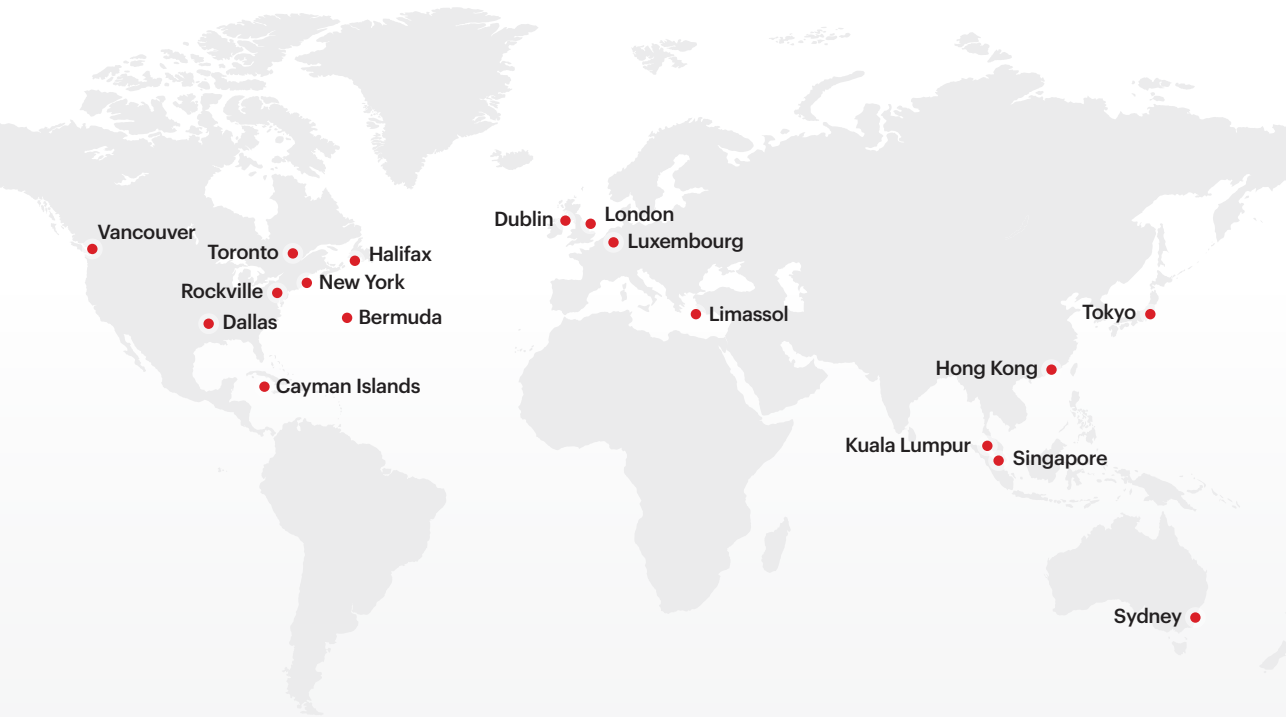 Vancouver
Toronto
Halifax
New York
Rockville
Dallas
Bermuda
Cayman Islands
Dublin
London
Luxembourg
Limassol
Tokyo
Hong Kong
Kuala Lumpur
Singapore
Sydney